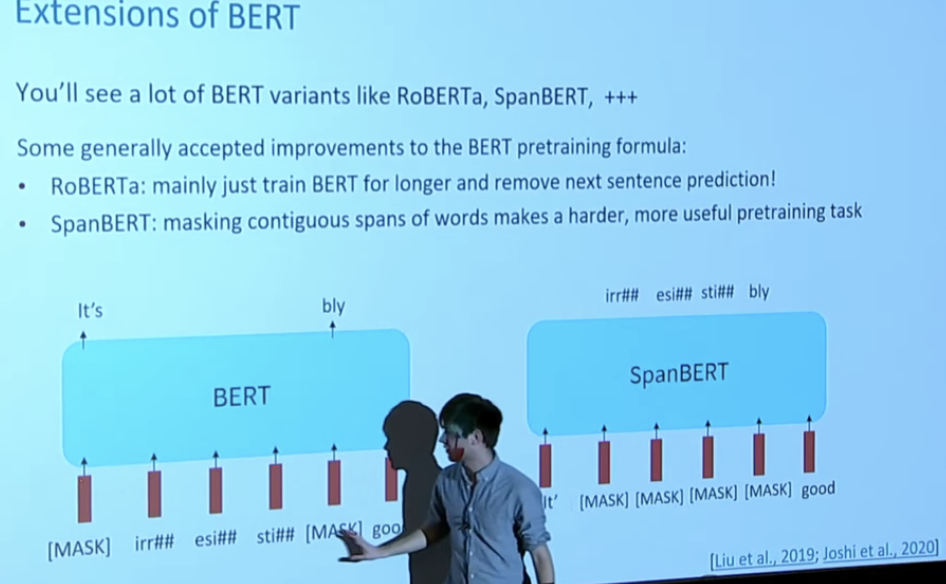 Extensions of BERT
You'll see a lot of BERT variants like RoBERTa, SpanBERT, +++
Some generally accepted improvements to the BERT pretraining formula:
• RoBERTa: mainly just train BERT for longer and remove next sentence prediction!
• SpanBERT: masking contiguous spans of words makes a harder, more useful pretraining task
It's bly
irr## esi## sti## bly
BERT
SpanBERT
[MASK] irr## esi## sti## [MASK] goo
It' [MASK] [MASK] [MASK] [MASK] good
[Liu et al., 2019; Joshi et al., 2020]